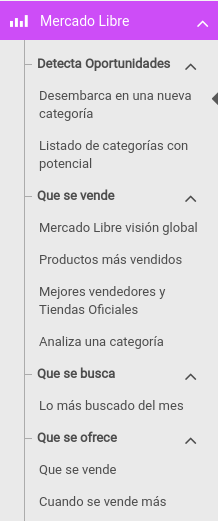 Mercado Libre
Detecta Oportunidades
Desembarca en una nueva
categoría
Listado de categorías con
potencial
Que se vende
Mercado Libre visión global
Productos más vendidos
Mejores vendedores y
Tiendas Oficiales
Analiza una categoría
Que se busca
Lo más buscado del mes
Que se ofrece
Que se vende
Cuando se vende más